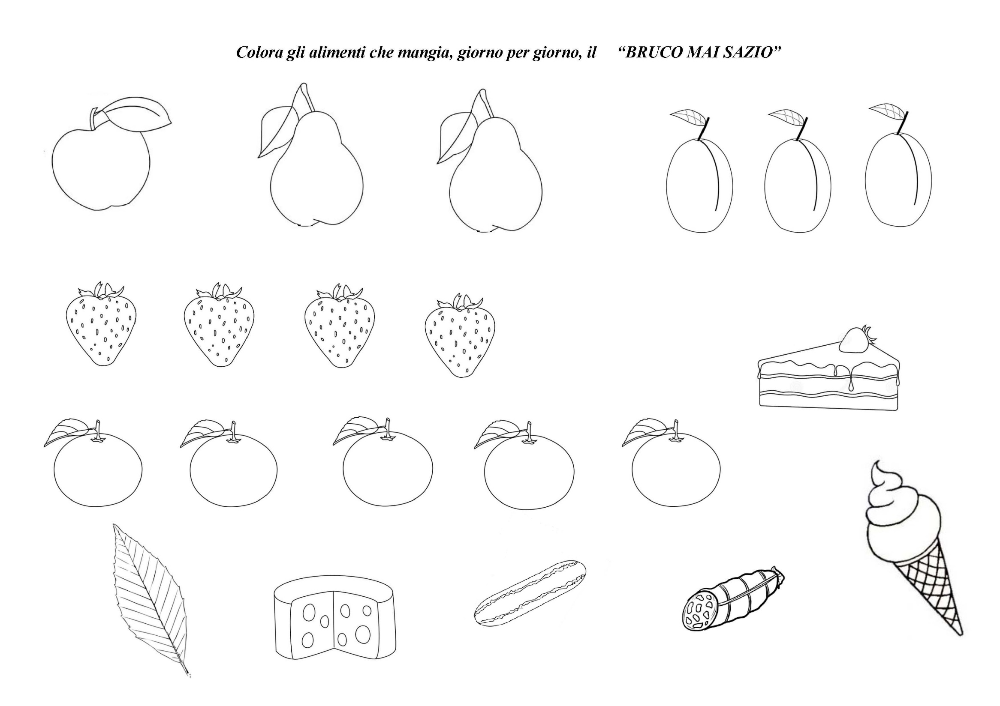 Colora gli alimenti che mangia, giorno per giorno, il “BRUCO MAI SAZIO”